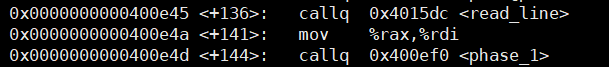 0x0000000000400e45 <+136>: callq 0x4015dc <read_line>
0x0000000000400e4a <+141>: mov %rax,%rdi
0x0000000000400e4d <+144>: callq 0x400ef0 <phase_1>